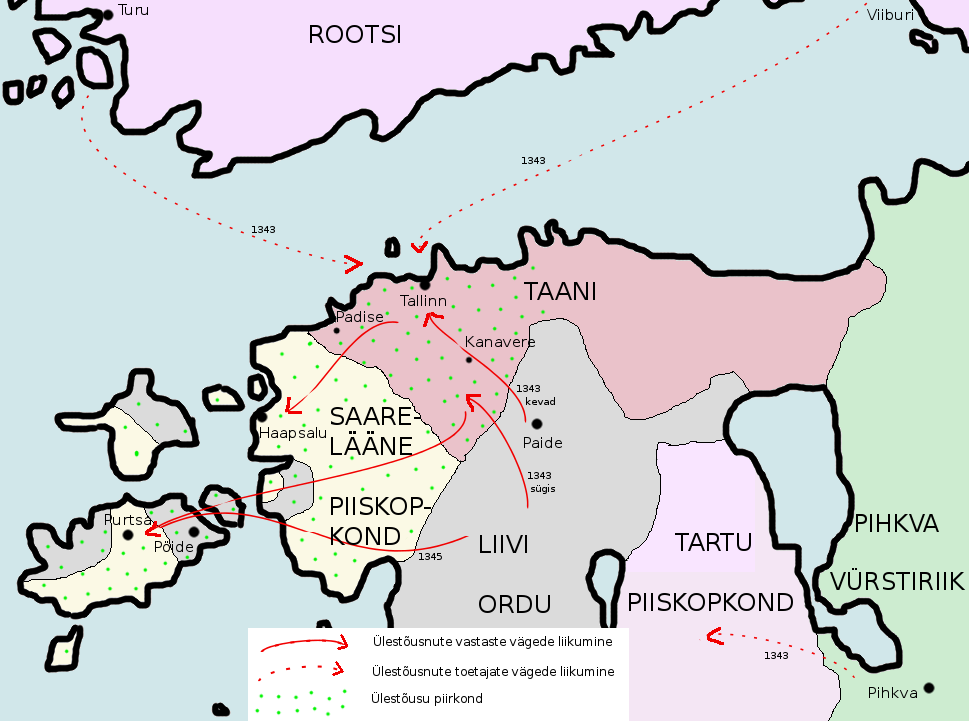 Turu
Viiburi
ROOTSI
1343
1343
TAANI
Tallinn
Padise
Kanavere
1343
kevad
SAARE-
LÄÄNE
Haapsalu
Paide
1343
sügis
PIISKOP-
KOND
Purtsa
Pöide
1345
LIIVI
ORDU
TARTU
PIISKOPKOND
PIHKVA
VÜRSTIRIIK
1343
Pihkva
Ülestõusnute vastaste vägede liikumine
Ülestõusnute toetajate vägede liikumine
Ülestõusu piirkond